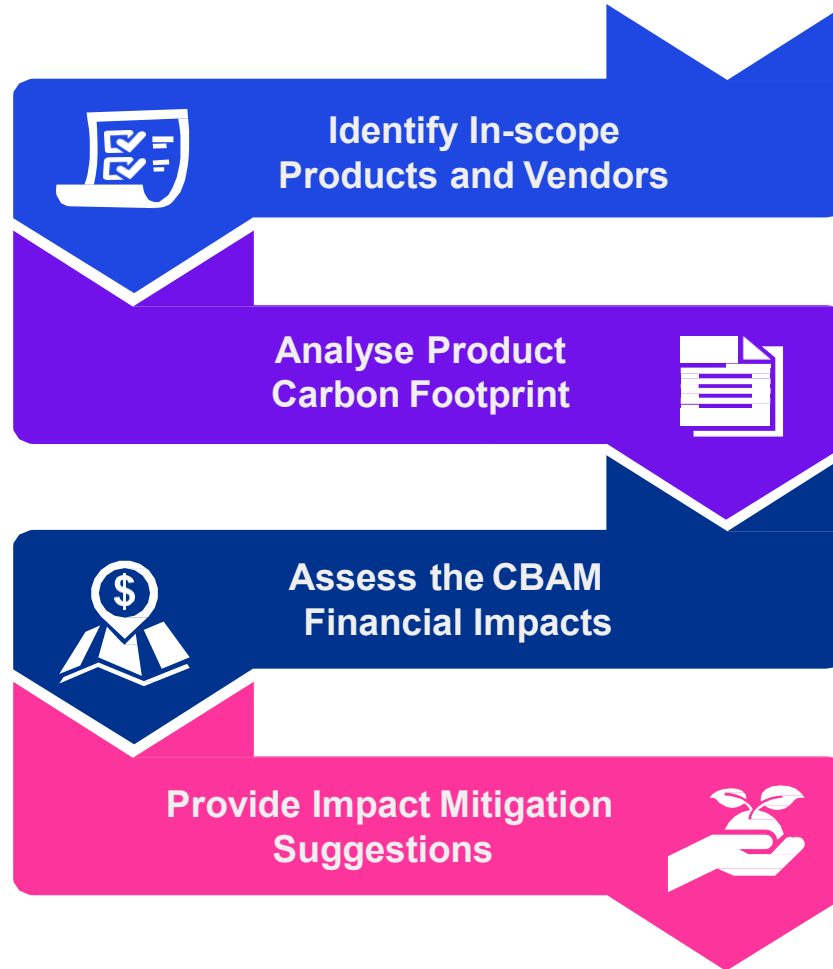 Identify In-scope
Products and Vendors
Analyse Product
Carbon Footprint
$
Assess the CBAM
Financial Impacts
Provide Impact Mitigation
Suggestions